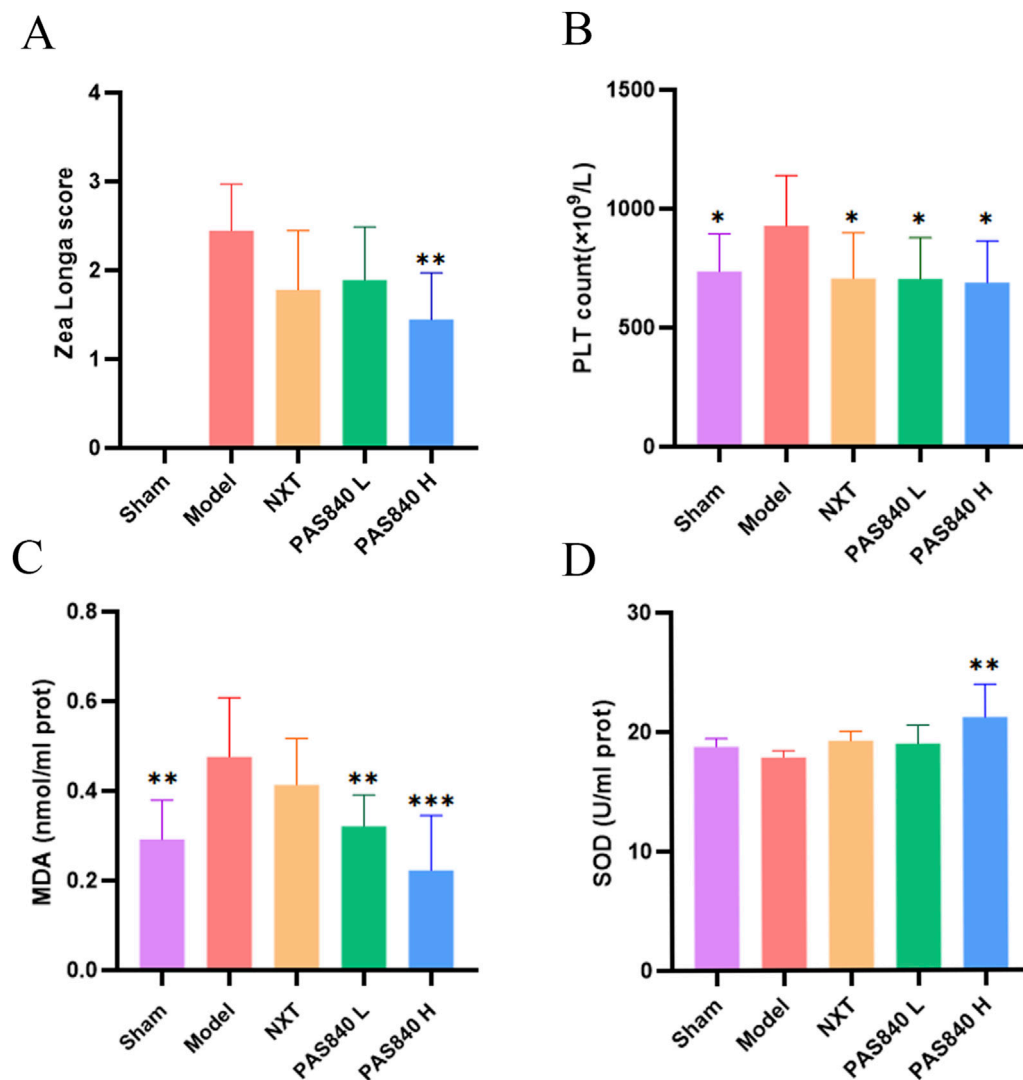 A
Zea Longa score
4
3
2
1
0
**
Sham
Model
NXT
PAS840 L
PAS840 H
B
PLT count(×10⁹/L)
1500
1000
500
0
*
*
*
*
Sham
Model
NXT
PAS840 L
PAS840 H
C
MDA (nmol/ml prot)
0.8
0.6
0.4
0.2
0.0
**
**
***
Sham
Model
NXT
PAS840 L
PAS840 H
D
SOD (U/ml prot)
30
20
10
0
**
Sham
Model
NXT
PAS840 L
PAS840 H